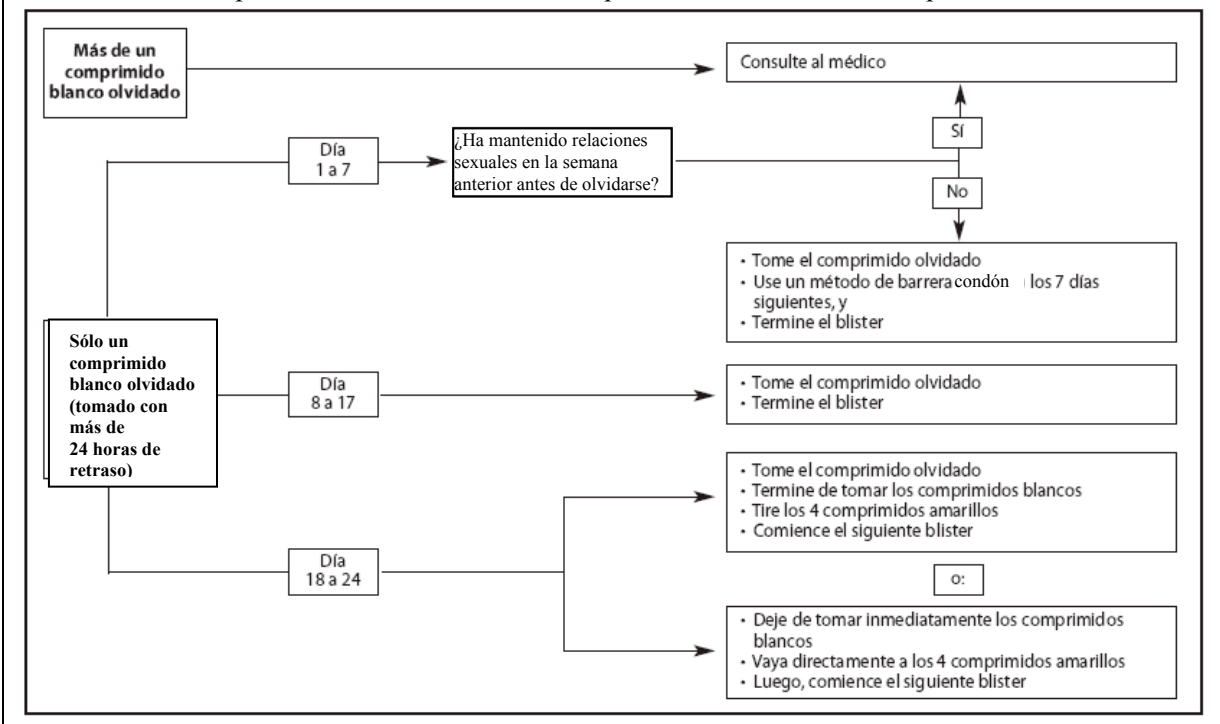 Más de un
comprimido
blanco olvidado
Consulte al médico
Sí
Día
1 a 7
¿Ha mantenido relaciones
sexuales en la semana
anterior antes de olvidarse?
No
• Tome el comprimido olvidado
• Use un método de barrera condón los 7 días
siguientes, y
• Termine el blister
Sólo un
comprimido
blanco olvidado
(tomado con
más de
24 horas de
retraso)
Día
8 a 17
• Tome el comprimido olvidado
• Termine el blister
Día
18 a 24
• Tome el comprimido olvidado
• Termine de tomar los comprimidos blancos
• Tire los 4 comprimidos amarillos
• Comience el siguiente blister
o:
• Deje de tomar inmediatamente los comprimidos
blancos
• Vaya directamente a los 4 comprimidos amarillos
• Luego, comience el siguiente blister